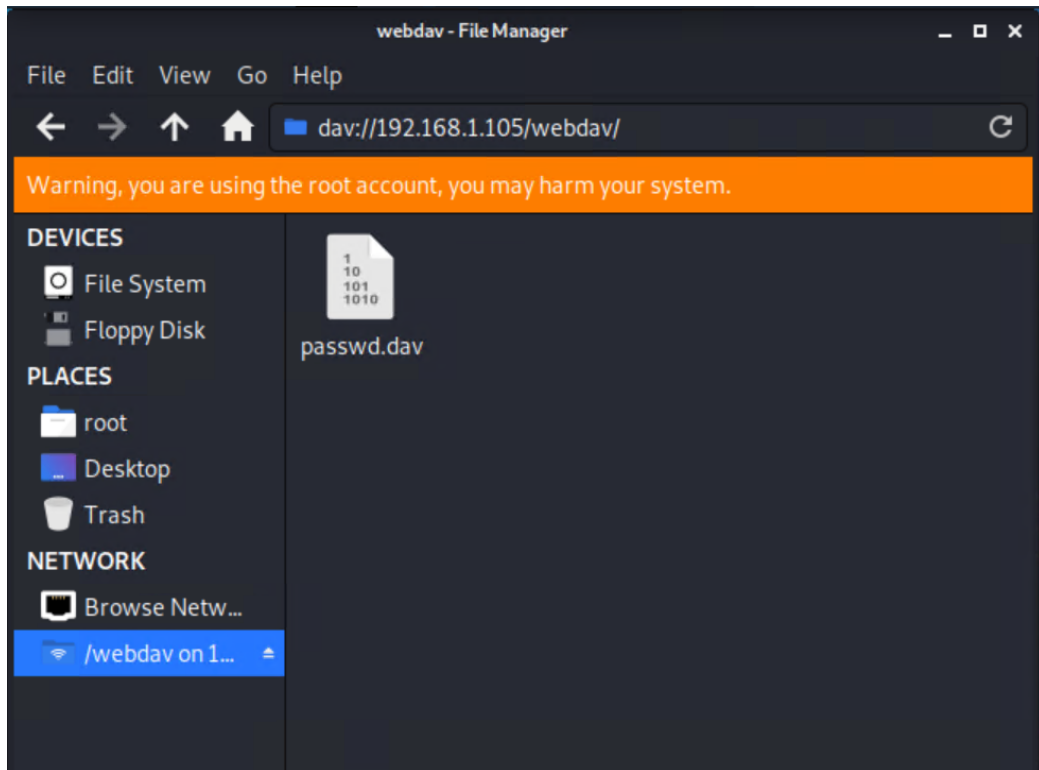 webdav - File Manager
File Edit View Go Help
dav://192.168.1.105/webdav/
Warning, you are using the root account, you may harm your system.
DEVICES
File System
Floppy Disk
PLACES
root
Desktop
Trash
NETWORK
Browse Netw...
/webdav on 1...
1
10
101
1010
passwd.dav